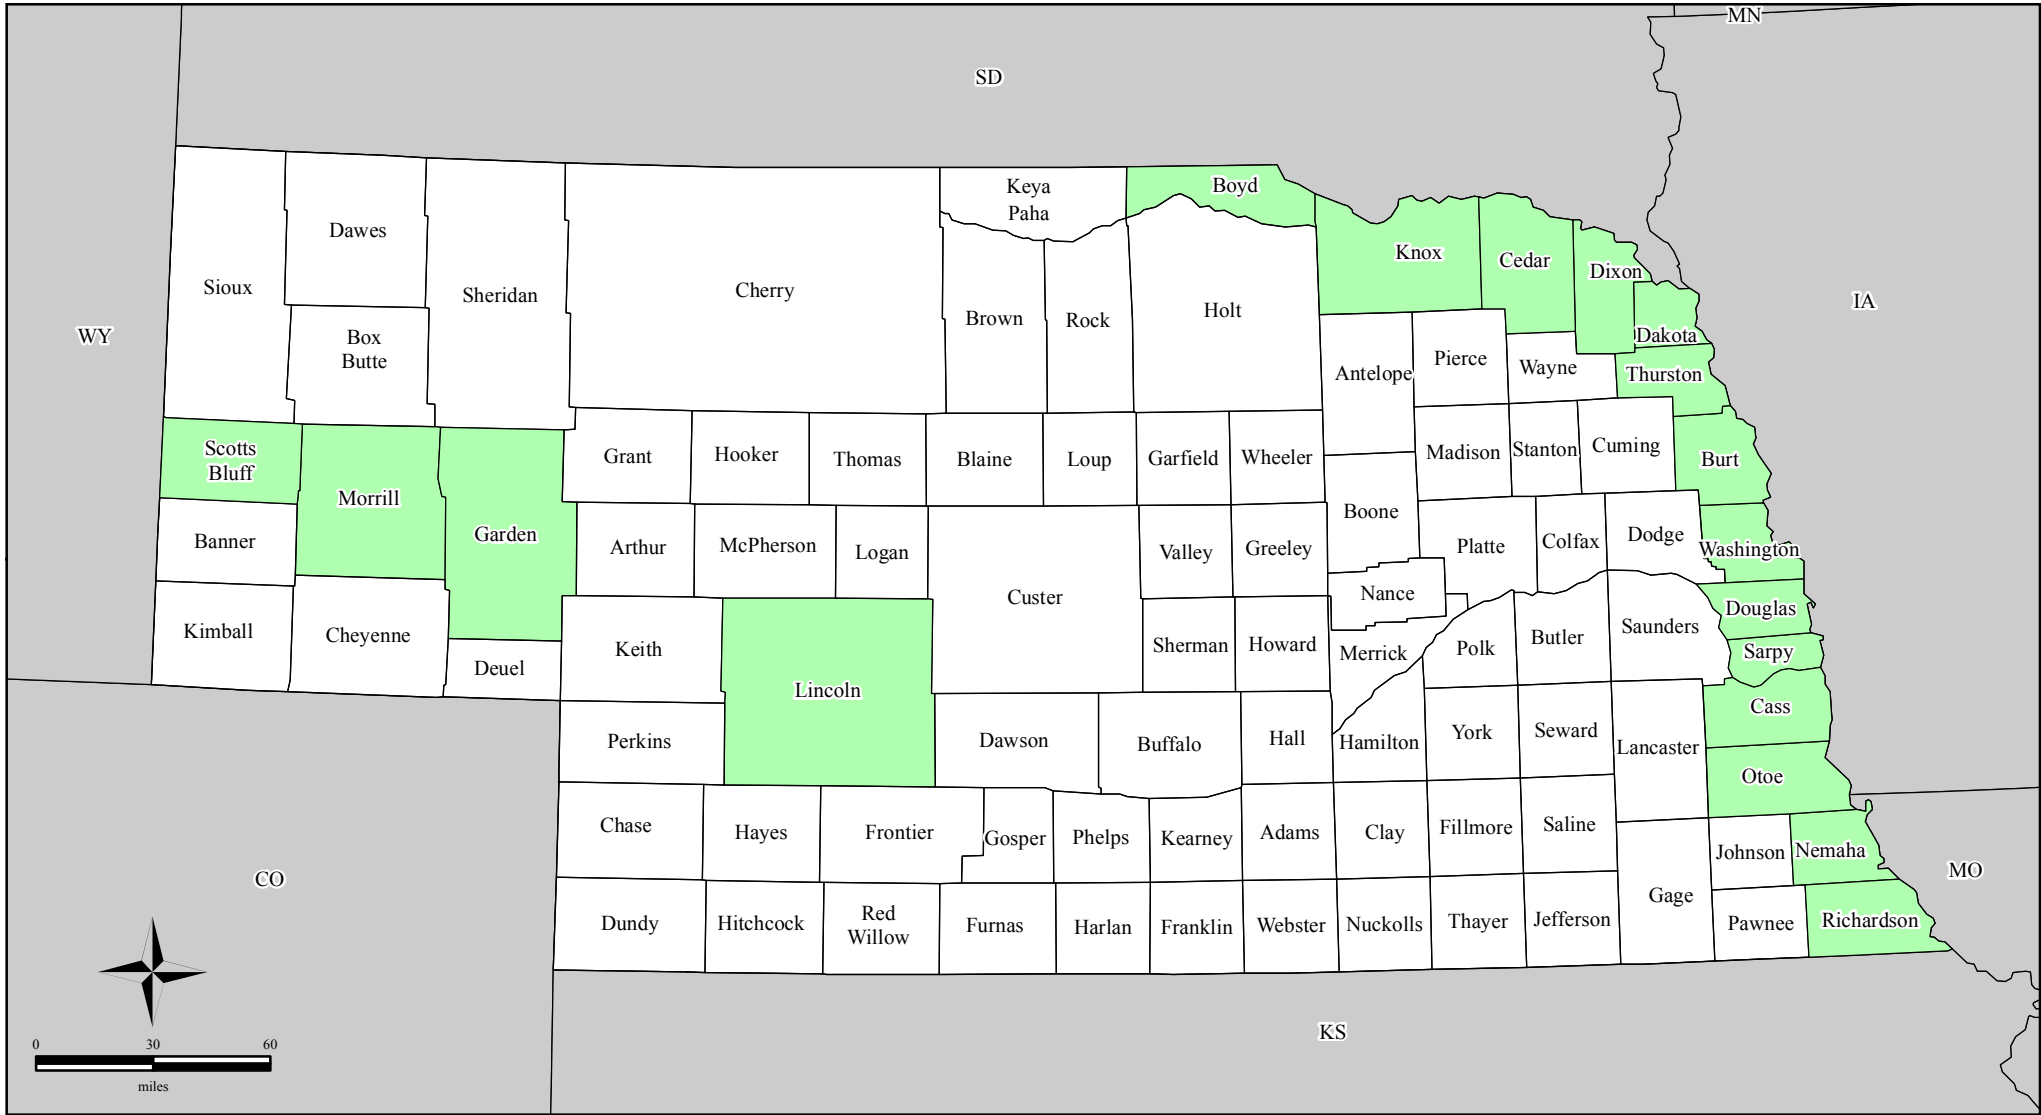 MN
SD
Keya
Paha
Boyd
Dawes
Knox
Cedar
Dixon
Sioux
Sheridan
Cherry
Holt
IA
WY
Box
Butte
Brown
Rock
Dakota
Antelope
Pierce
Wayne
Thurston
Scotts
Bluff
Grant
Hooker
Thomas
Blaine
Loup
Garfield
Wheeler
Madison
Stanton
Cuming
Burt
Morrill
Garden
Boone
Banner
Arthur
McPherson
Logan
Valley
Greeley
Platte
Colfax
Dodge
Washington
Custer
Nance
Douglas
Kimball
Cheyenne
Keith
Sherman
Howard
Merrick
Polk
Butler
Saunders
Sarpy
Deuel
Lincoln
Cass
Perkins
Dawson
Buffalo
Hall
Hamilton
York
Seward
Lancaster
Otoe
Chase
Hayes
Frontier
Gosper
Phelps
Kearney
Adams
Clay
Fillmore
Saline
Johnson
Nemaha
CO
MO
Dundy
Hitchcock
Red
Willow
Furnas
Harlan
Franklin
Webster
Nuckolls
Thayer
Jefferson
Gage
Pawnee
Richardson
KS
0 30 60
miles